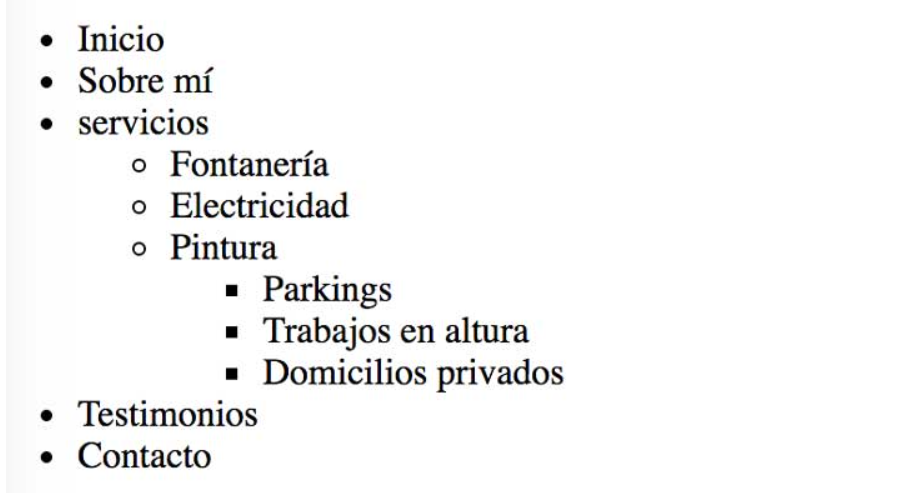 Inicio
Sobre mí
servicios
Fontanería
Electricidad
Pintura
Parkings
Trabajos en altura
Domicilios privados
Testimonios
Contacto